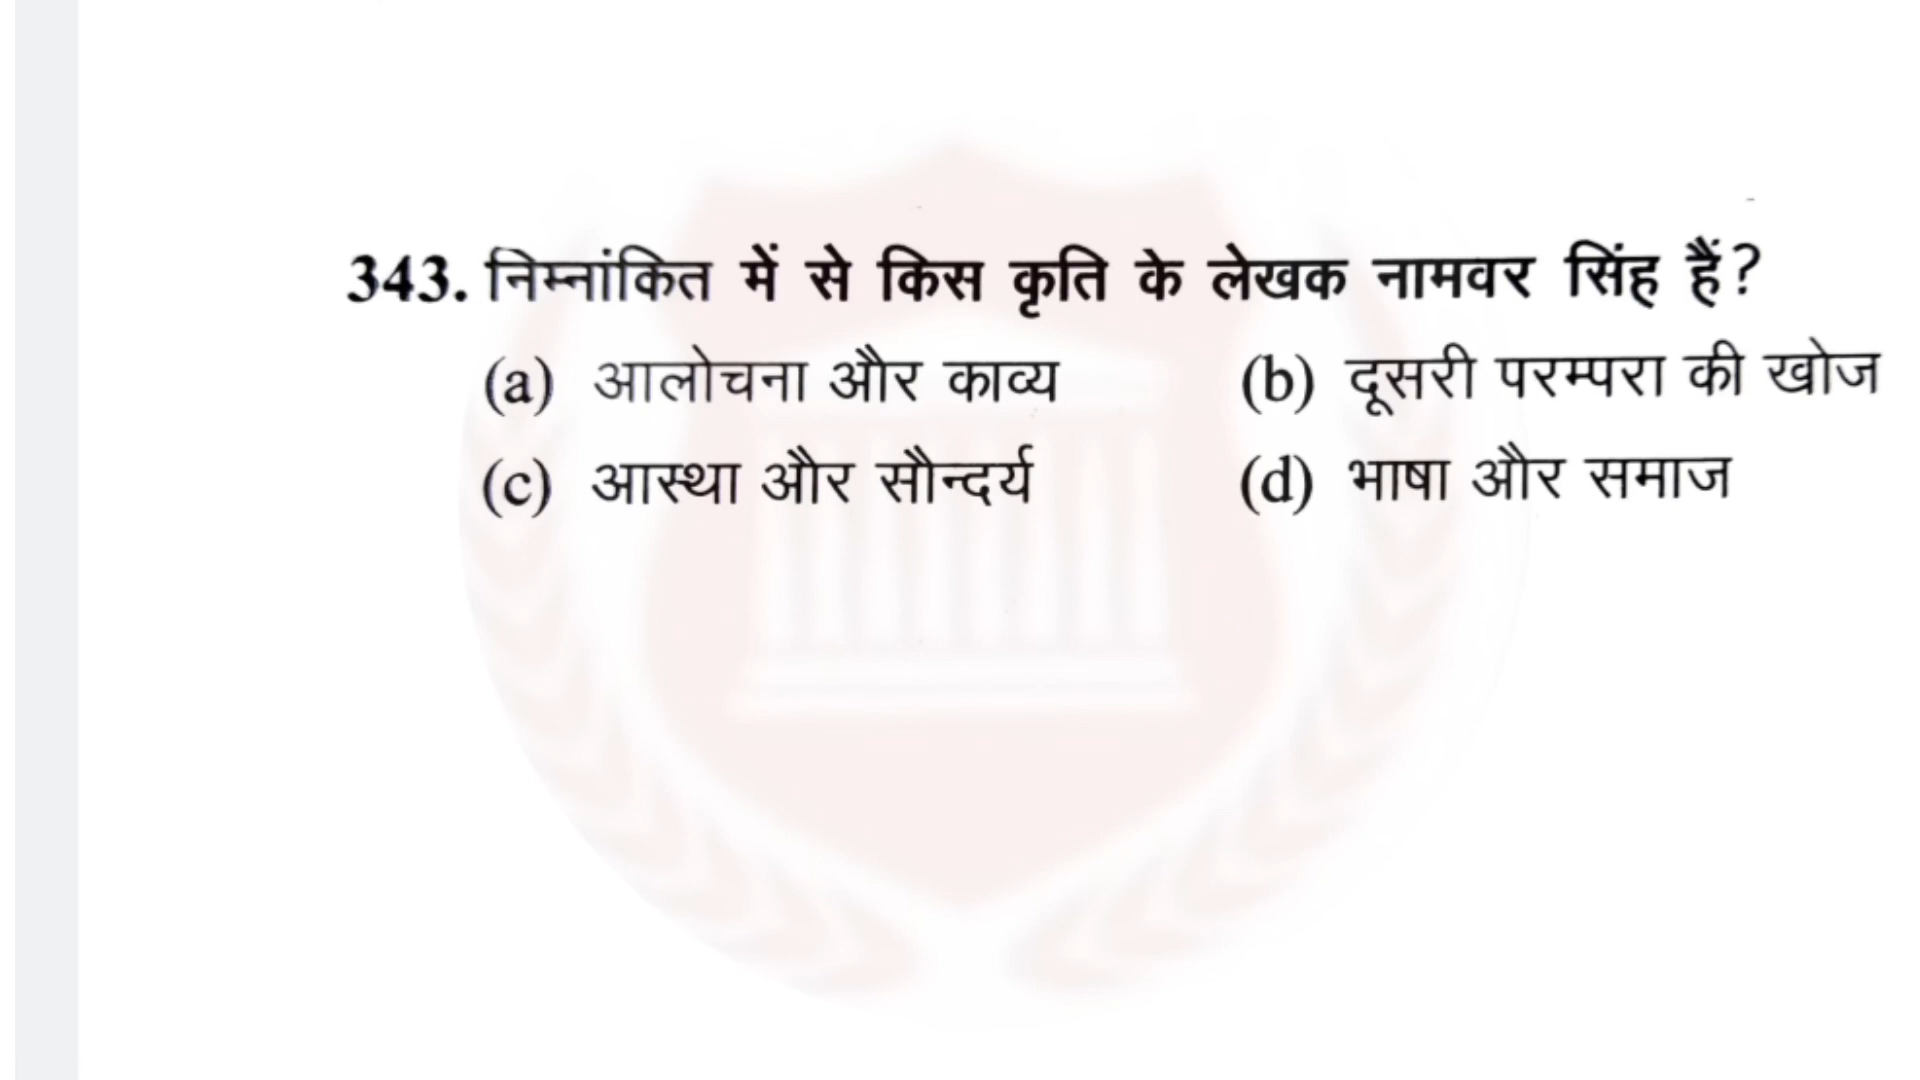 343. निम्नांकित में से किस कृति के लेखक नामवर सिंह हैं?
(a) आलोचना और काव्य (b) दूसरी परम्परा की खोज
(c) आस्था और सौन्दर्य (d) भाषा और समाज